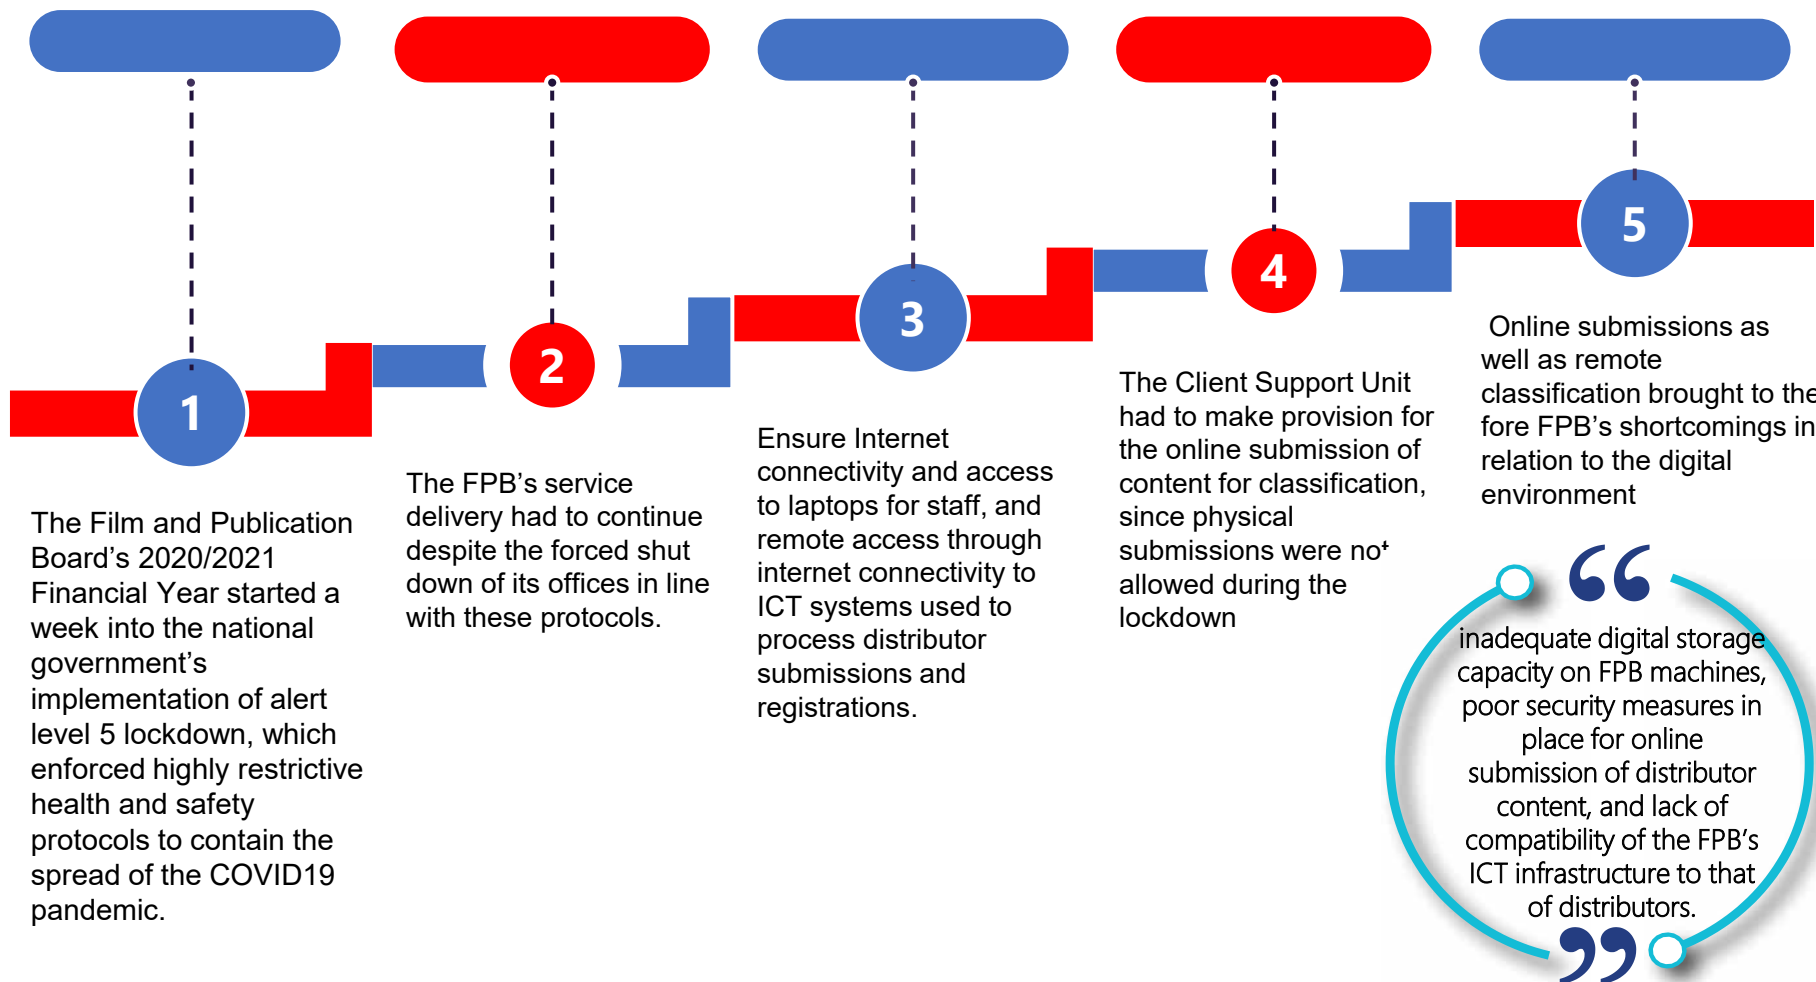 1
The Film and Publication
Board’s 2020/2021
Financial Year started a
week into the national
government’s
implementation of alert
level 5 lockdown, which
enforced highly restrictive
health and safety
protocols to contain the
spread of the COVID19
pandemic.
2
The FPB’s service
delivery had to continue
despite the forced shut
down of its offices in line
with these protocols.
3
Ensure Internet
connectivity and access
to laptops for staff, and
remote access through
internet connectivity to
ICT systems used to
process distributor
submissions and
registrations.
4
The Client Support Unit
had to make provision for
the online submission of
content for classification,
since physical
submissions were not
allowed during the
lockdown
5
Online submissions as
well as remote
classification brought to the
fore FPB’s shortcomings in
relation to the digital
environment
“
inadequate digital storage
capacity on FPB machines,
poor security measures in
place for online
submission of distributor
content, and lack of
compatibility of the FPB’s
ICT infrastructure to that
of distributors.
”